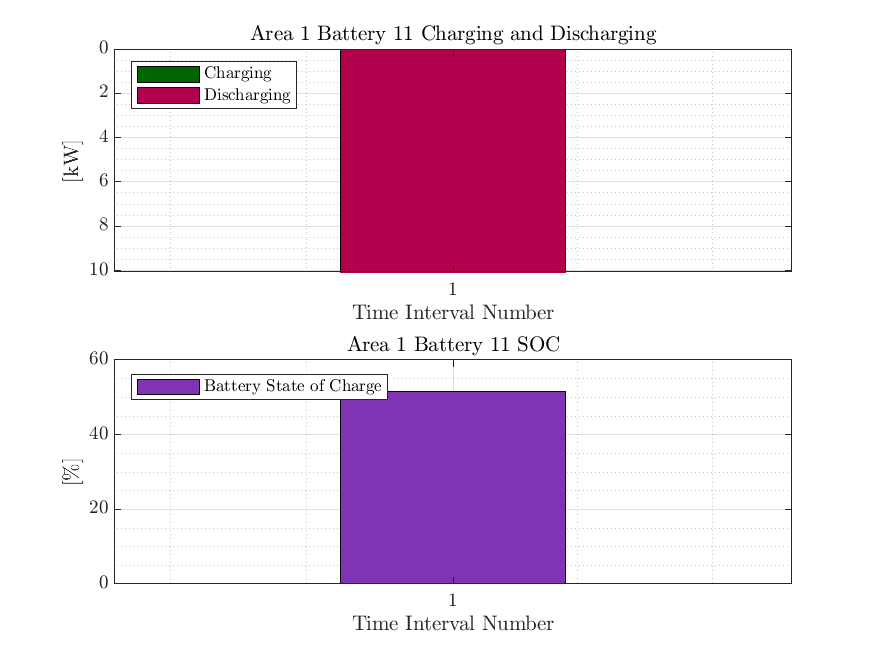 Area 1 Battery 11 Charging and Discharging
0
Charging
2
Discharging
4
[kW]
6
8
10
1
Time Interval Number
Area 1 Battery 11 SOC
60
Battery State of Charge
40
[%]
20
0
1
Time Interval Number